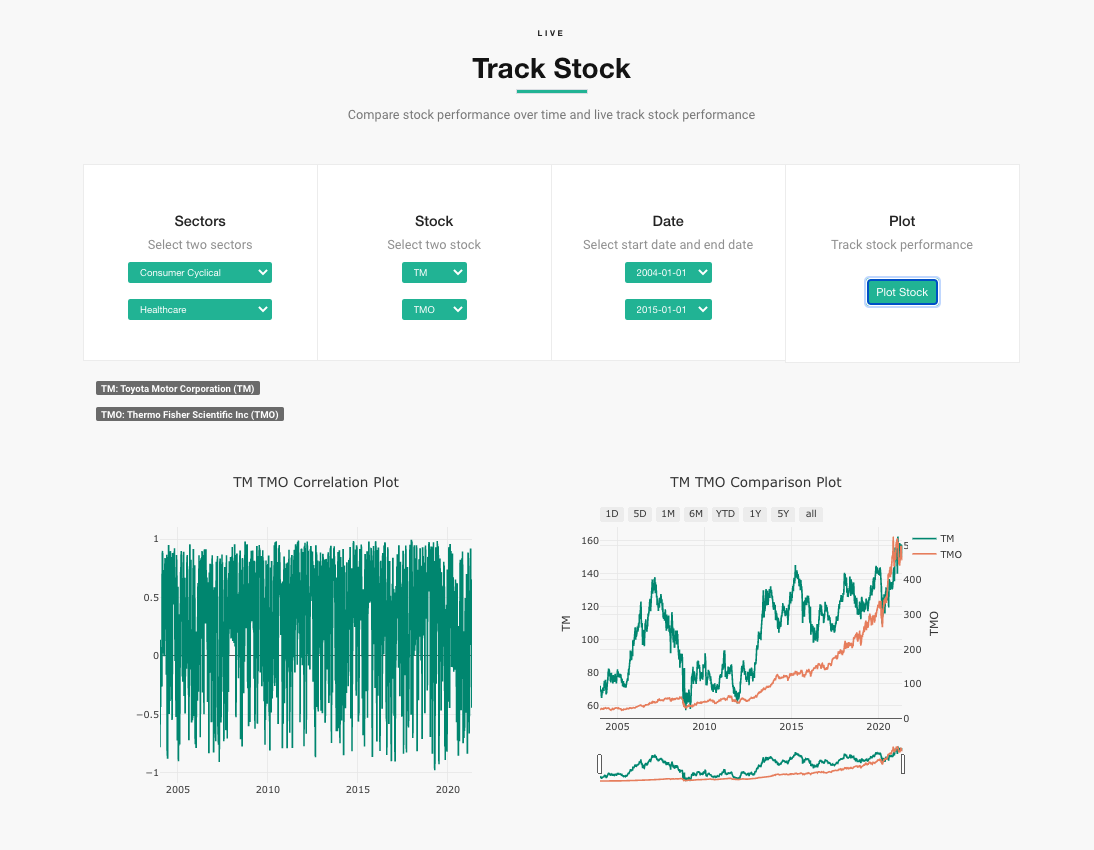 LIVE
Track Stock
Compare stock performance over time and live track stock performance
Sectors
Select two sectors
Consumer Cyclical
Healthcare
Stock
Select two stock
TM
TMO
Date
Select start date and end date
2004-01-01
2015-01-01
Plot
Track stock performance
Plot Stock
TM: Toyota Motor Corporation (TM)
TMO: Thermo Fisher Scientific Inc (TMO)
TM TMO Correlation Plot
1
0.5
0
−0.5
−1
2005 2010 2015 2020
TM TMO Comparison Plot
1D 5D 1M 6M YTD 1Y 5Y all
160
140
120
100
80
60
TM
2005 2010 2015 2020
5
400
300
200
100
0
TMO
TM
TMO